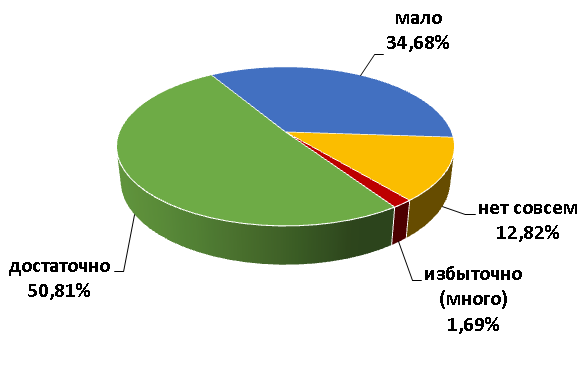 мало
34,68%
нет совсем
12,82%
избыточно
(много)
1,69%
достаточно
50,81%